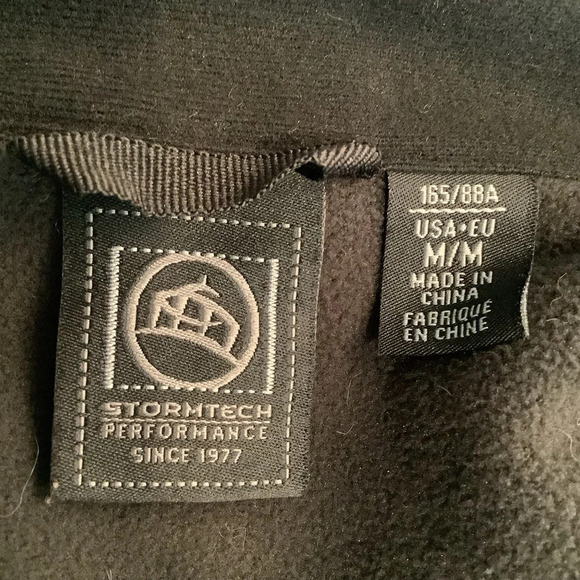 STORMTECH
PERFORMANCE
SINCE 1977
165/88A
USA•EU
M/M
MADE IN
CHINA
FABRIQUÉ
EN CHINE